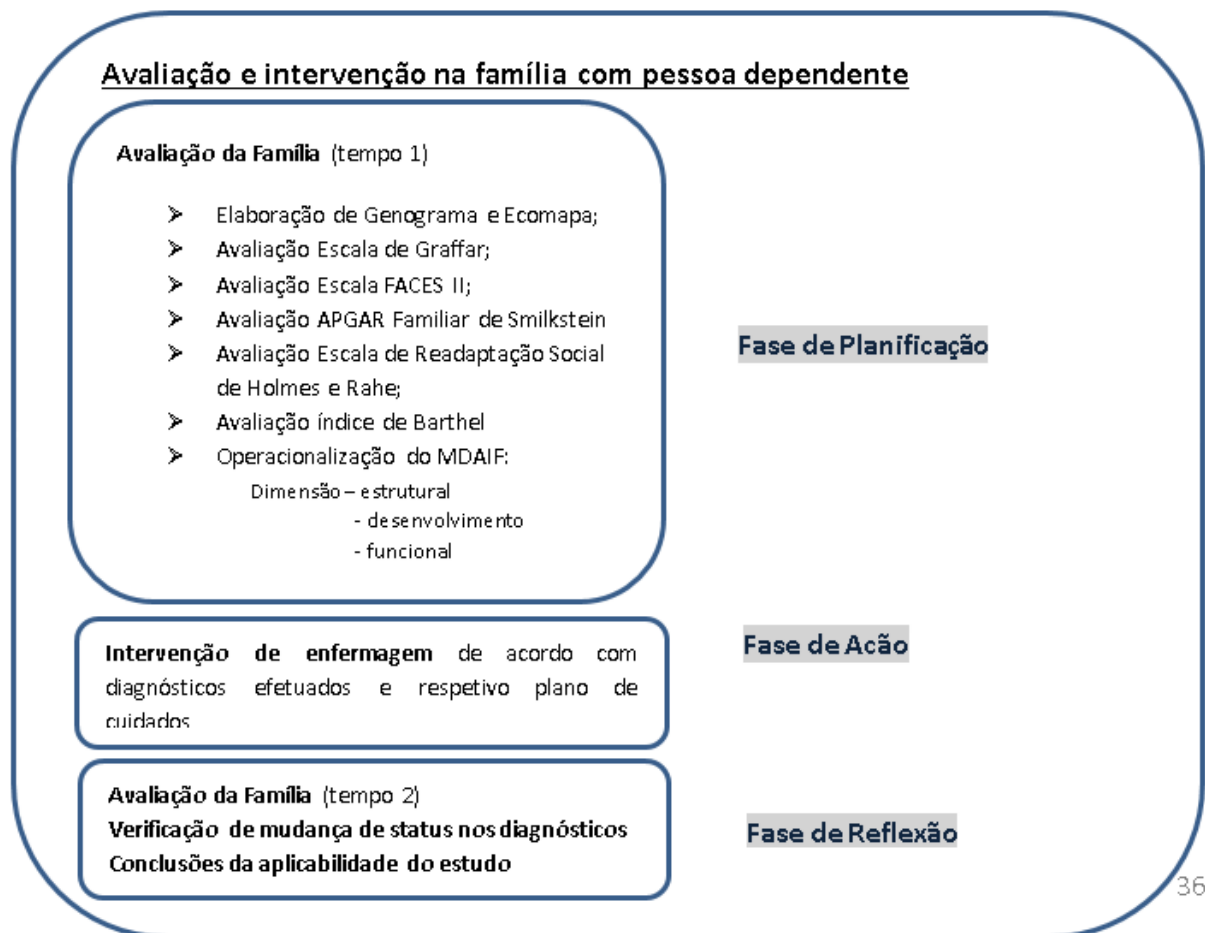 Avaliação e intervenção na família com pessoa dependente
Avaliação da Família (tempo 1)
➤ Elaboração de Genograma e Ecomapa;
➤ Avaliação Escala de Graffar;
➤ Avaliação Escala FACES II;
➤ Avaliação APGAR Familiar de Smilkstein
➤ Avaliação Escala de Readaptação Social
de Holmes e Rahe;
➤ Avaliação índice de Barthel
➤ Operacionalização do MDAIF:
Dimensão – estrutural
- desenvolvimento
- funcional
Fase de Planificação
Intervenção de enfermagem de acordo com
diagnósticos efetuados e respetivo plano de
cuidados
Fase de Acão
Avaliação da Família (tempo 2)
Verificação de mudança de status nos diagnósticos
Conclusões da aplicabilidade do estudo
Fase de Reflexão
36